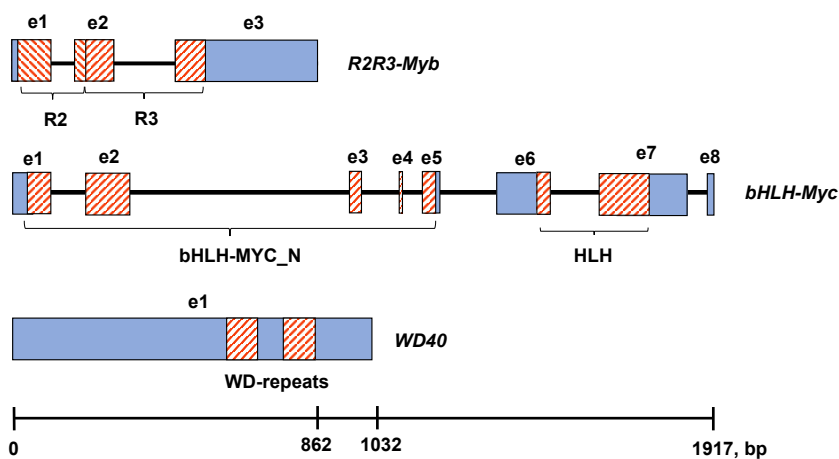 e1 e2 e3
R2R3-Myb
R2 R3
e1 e2 e3 e4 e5 e6 e7 e8
bHLH-Myc
bHLH-MYC_N HLH
e1
WD40
WD-repeats
0 862 1032 1917, bp